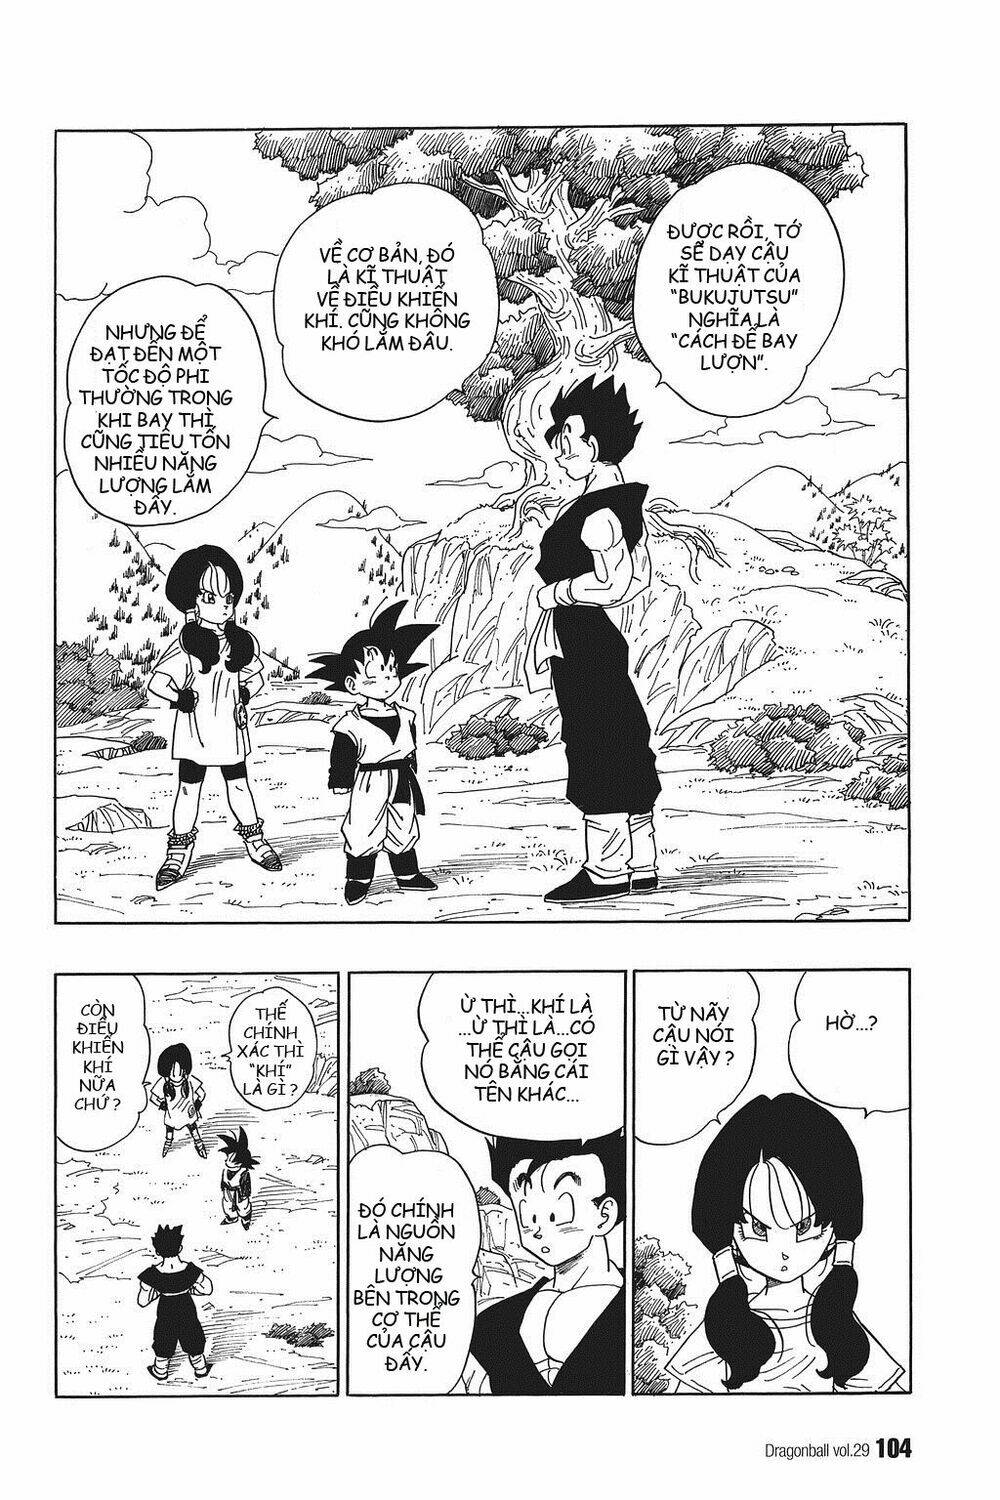 ĐƯỢC RỒI, TỚ
SẼ DẠY CẬU
KĨ THUẬT CỦA
"BUKUJUTSU"
NGHĨA LÀ
"CÁCH ĐỂ BAY
LƯỢN".
VỀ CƠ BẢN, ĐÓ
LÀ KĨ THUẬT
VỀ ĐIỀU KHIỂN
KHÍ. CŨNG KHÔNG
KHÓ LẮM ĐÂU.
NHƯNG ĐỂ
ĐẠT ĐẾN MỘT
TỐC ĐỘ PHI
THƯỜNG TRONG
KHI BAY THÌ
CŨNG TIÊU TỐN
NHIỀU NĂNG
LƯỢNG LẮM
ĐẤY.
HỜ...?
TỪ NÃY
CẬU NÓI
GÌ VẬY ?
Ừ THÌ...KHÍ LÀ
...Ừ THÌ LÀ...CÓ
THỂ CẬU GỌI
NÓ BẰNG CÁI
TÊN KHÁC...
ĐÓ CHÍNH
LÀ NGUỒN
NĂNG
LƯỢNG
BÊN TRONG
CƠ THỂ
CỦA CẬU
ĐẤY.
THẾ
CHÍNH
XÁC THÌ
"KHÍ"
LÀ GÌ ?
CÒN
ĐIỀU
KHIỂN
KHÍ
NỮA
CHỨ ?
Dragonball vol.29 104